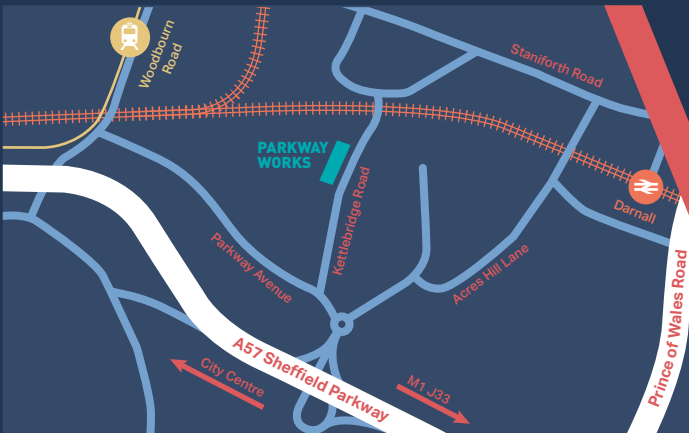 Woodbourn
Road
Staniforth Road
PARKWAY
WORKS
Kettlebridge Road
Darnall
Parkway Avenue
Acres Hill Lane
Prince of Wales Road
A57 Sheffield Parkway
City Centre
M1 J33